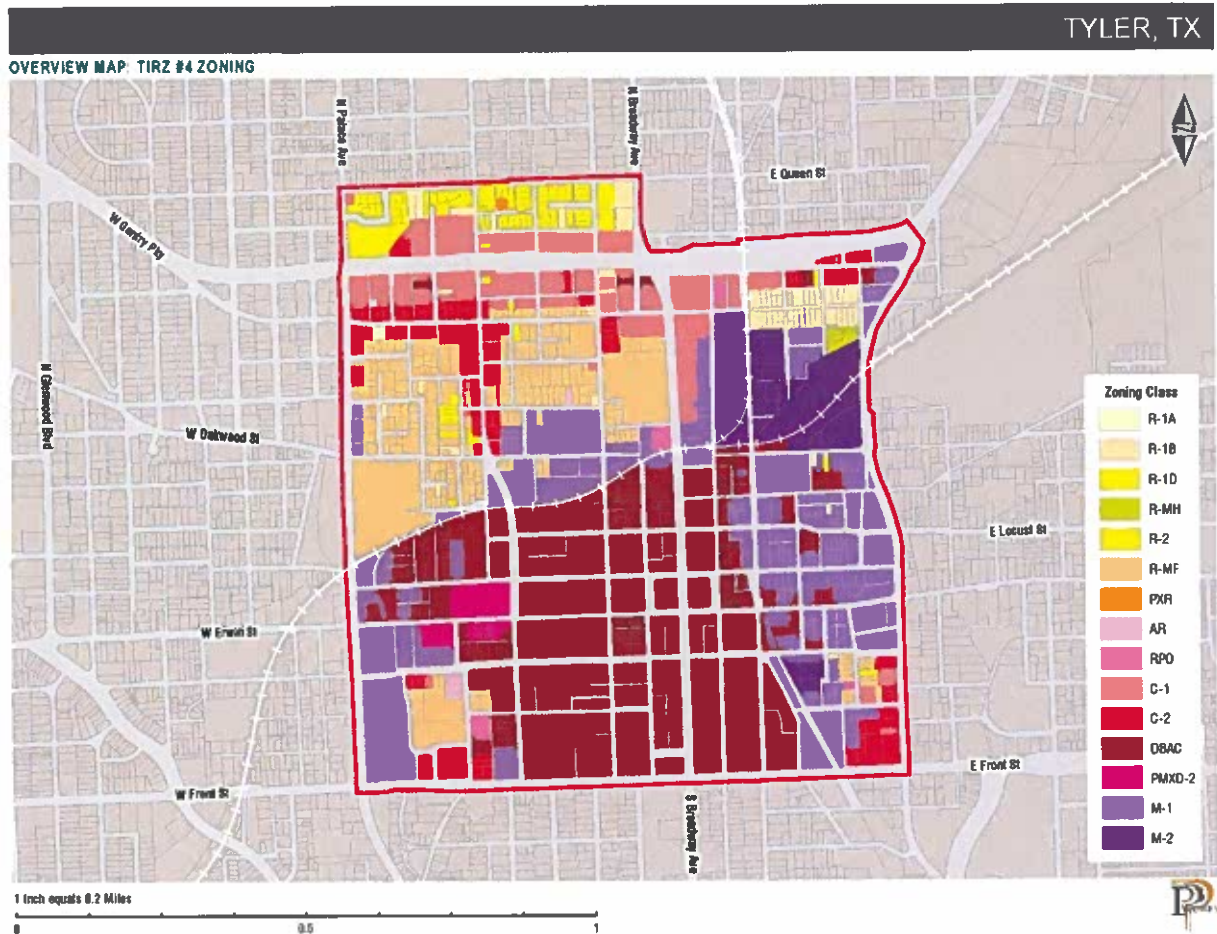 TYLER, TX
OVERVIEW MAP: TIRZ #4 ZONING
N Palace Ave
N Broadway Ave
E Queen St
W Gentry Pky
N Glenwood Blvd
W Oakwood St
E Locust St
W Erwin St
E Front St
W Front St
S Broadway Ave
Zoning Class
R-1A
R-1B
R-1D
R-MH
R-2
R-MF
PXR
AR
RPO
C-1
C-2
DBAC
PMXD-2
M-1
M-2
1 Inch equals 0.2 Miles
0
0.5
1